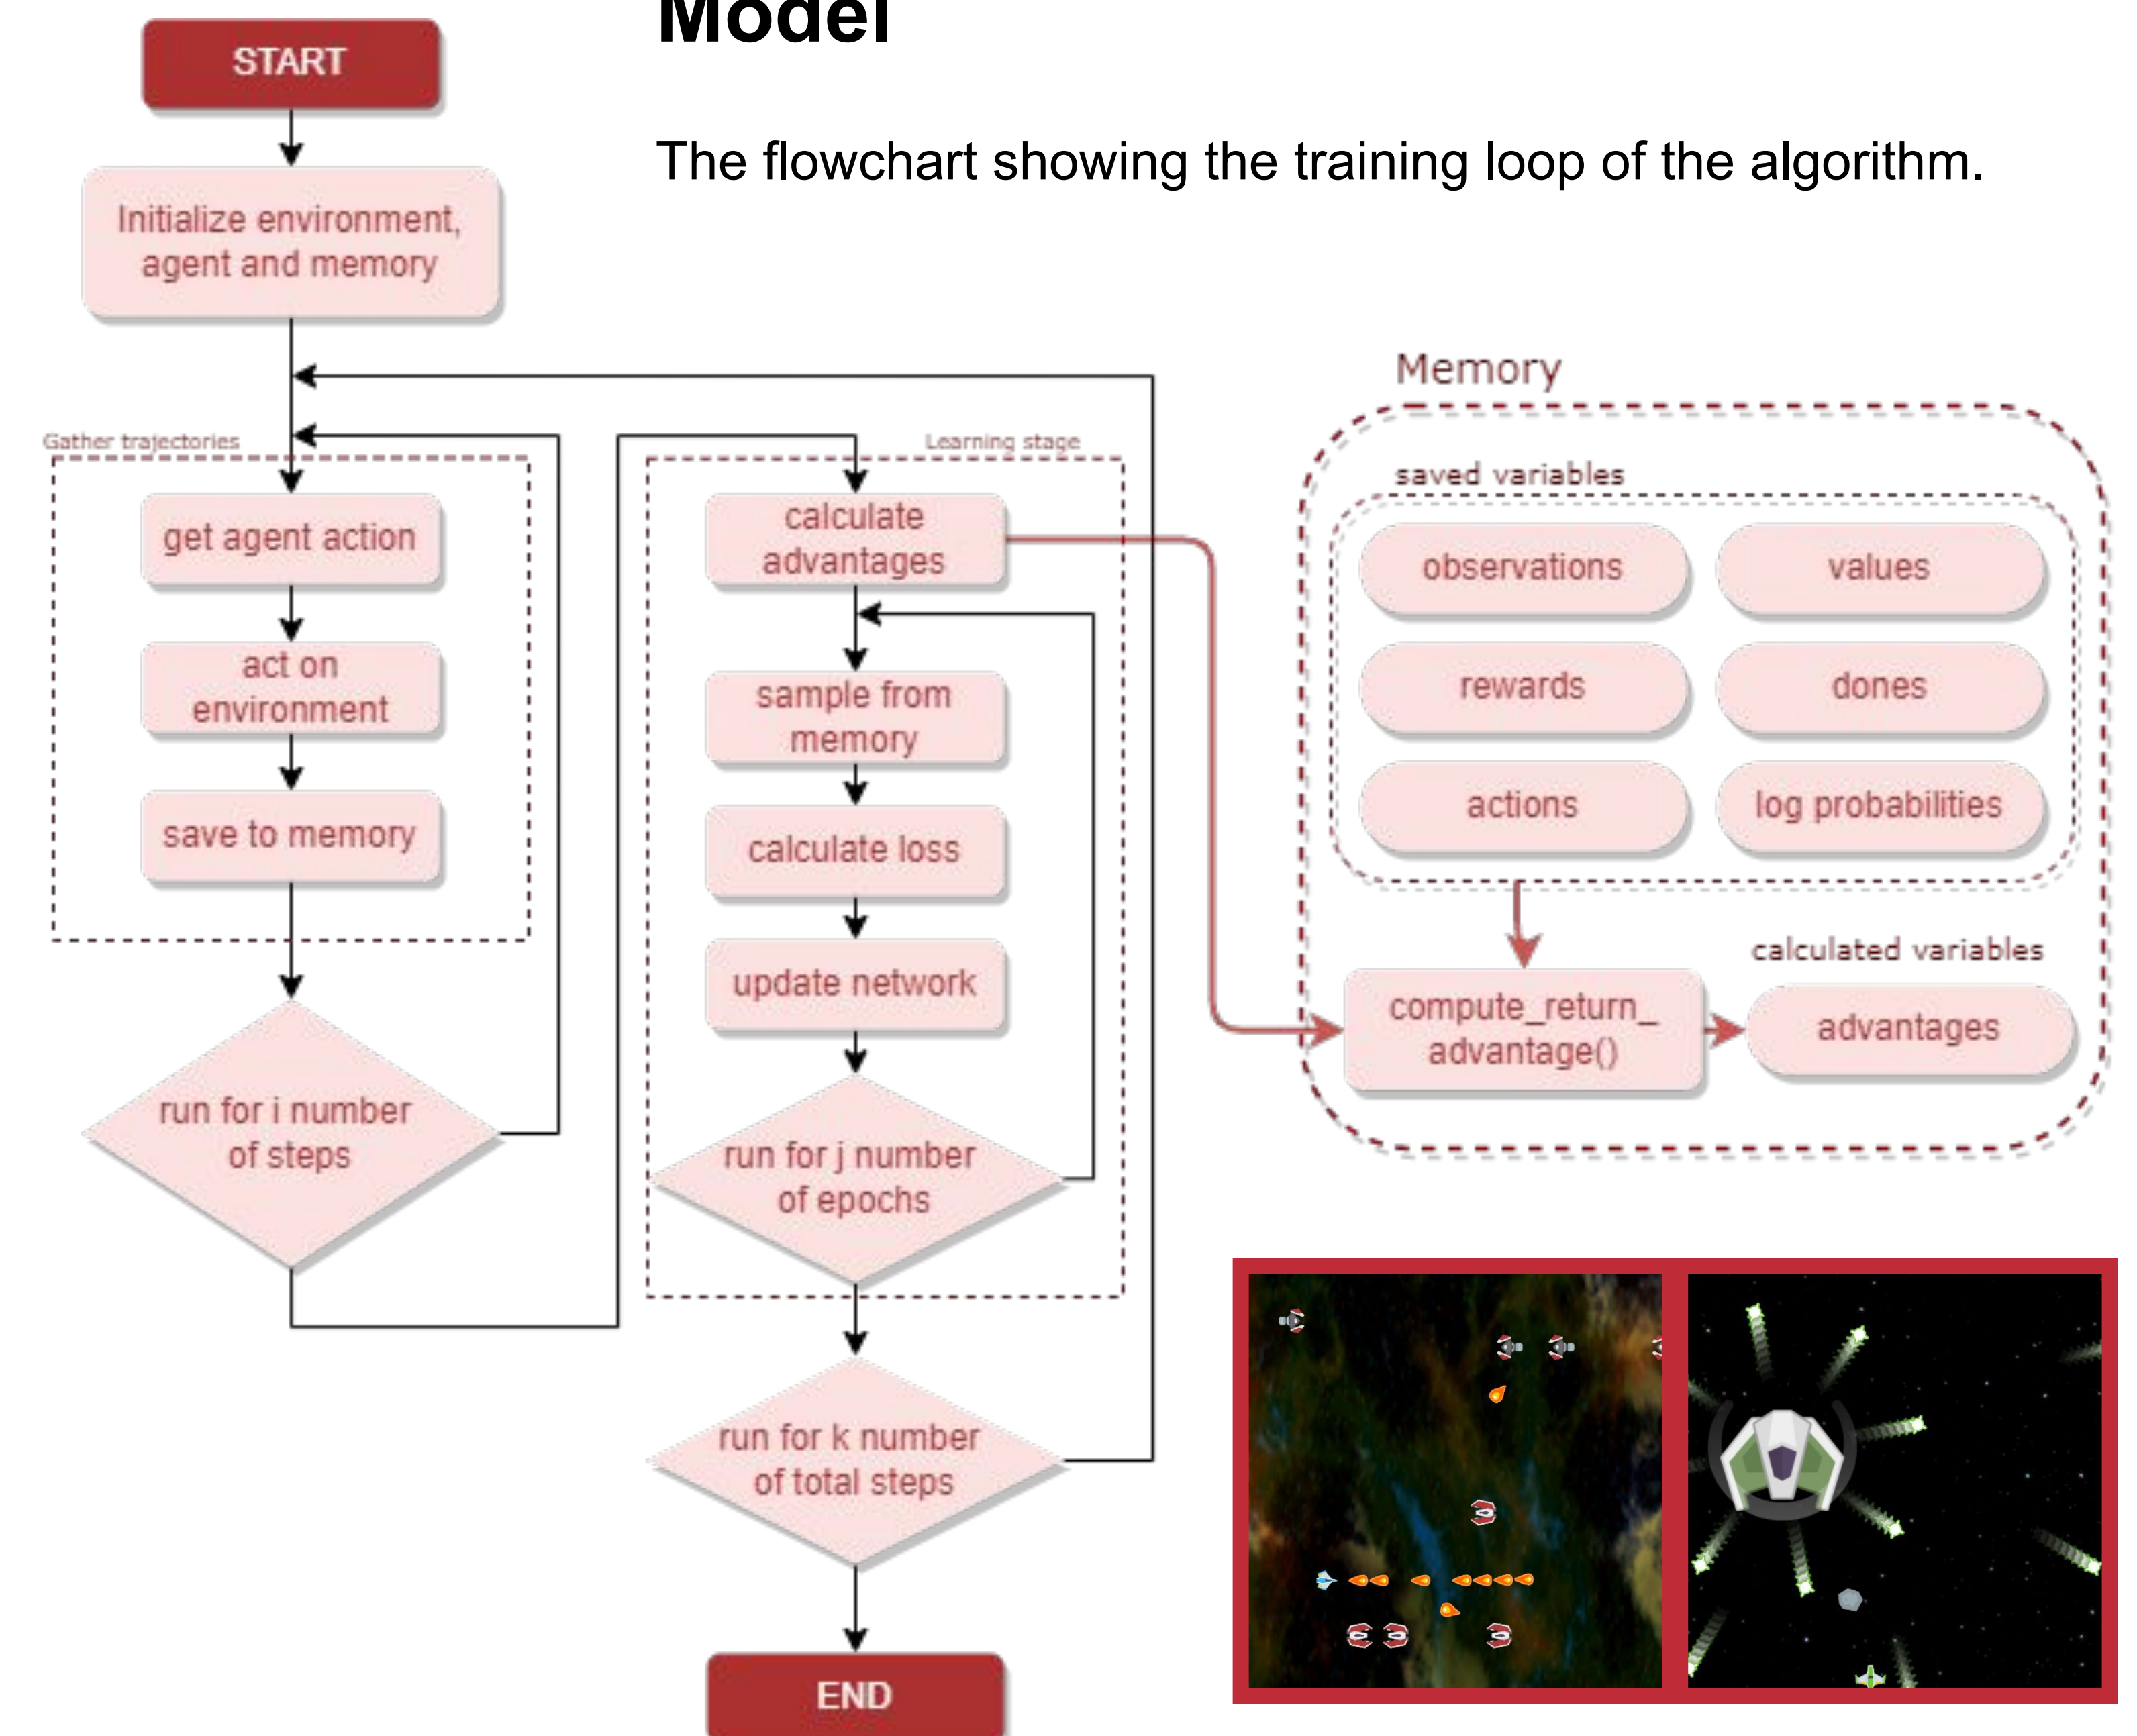 Model
The flowchart showing the training loop of the algorithm.
START
Initialize environment,
agent and memory
Gather trajectories
get agent action
act on
environment
save to memory
run for i number
of steps
Learning stage
calculate
advantages
sample from
memory
calculate loss
update network
run for j number
of epochs
run for k number
of total steps
END
Memory
saved variables
observations
values
rewards
dones
actions
log probabilities
compute_return_
advantage()
calculated variables
advantages